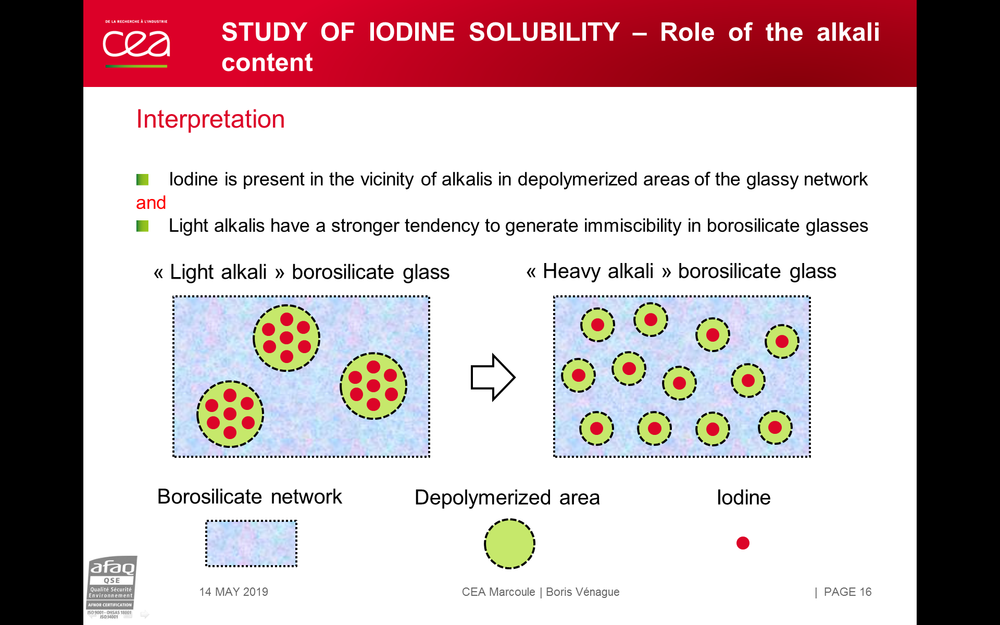 DE LA RECHERCHE À L'INDUSTRIE
cea
STUDY OF IODINE SOLUBILITY – Role of the alkali
content
Interpretation
Iodine is present in the vicinity of alkalis in depolymerized areas of the glassy network
and
Light alkalis have a stronger tendency to generate immiscibility in borosilicate glasses
« Light alkali » borosilicate glass
« Heavy alkali » borosilicate glass
Borosilicate network
Depolymerized area
Iodine
afaq
QSE
Qualité Sécurité
Environnement
AFNOR CERTIFICATION
ISO 9001 - OHSAS 18001
ISO 14001
14 MAY 2019
CEA Marcoule | Boris Vénague
| PAGE 16